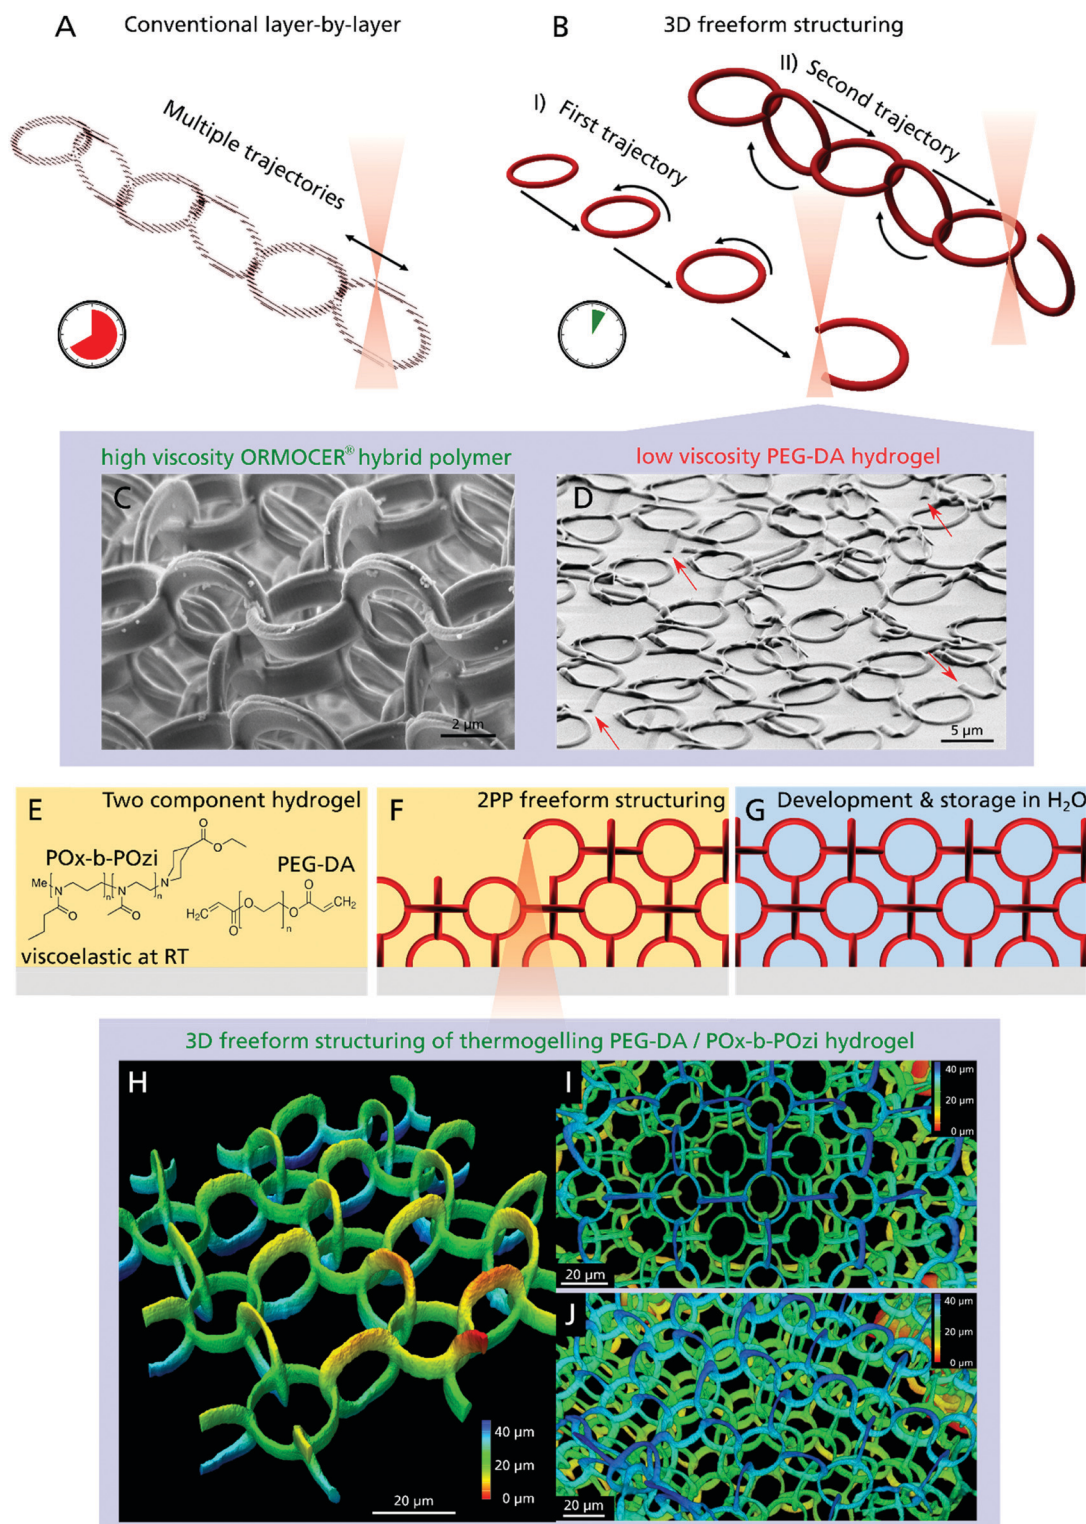 A Conventional layer-by-layer
Multiple trajectories
B 3D freeform structuring
I) First trajectory
II) Second trajectory
high viscosity ORMOCER® hybrid polymer
C
2 µm
low viscosity PEG-DA hydrogel
D
5 µm
E Two component hydrogel
POx-b-POzi
PEG-DA
Me
N
n
N
n
N
O
O
O
O
H₂C
O
O
n
O
O
CH₂
viscoelastic at RT
F 2PP freeform structuring
G Development & storage in H₂O
3D freeform structuring of thermogelling PEG-DA / POx-b-POzi hydrogel
H
40 µm
20 µm
0 µm
20 µm
I
40 µm
20 µm
0 µm
20 µm
J
40 µm
20 µm
0 µm
20 µm